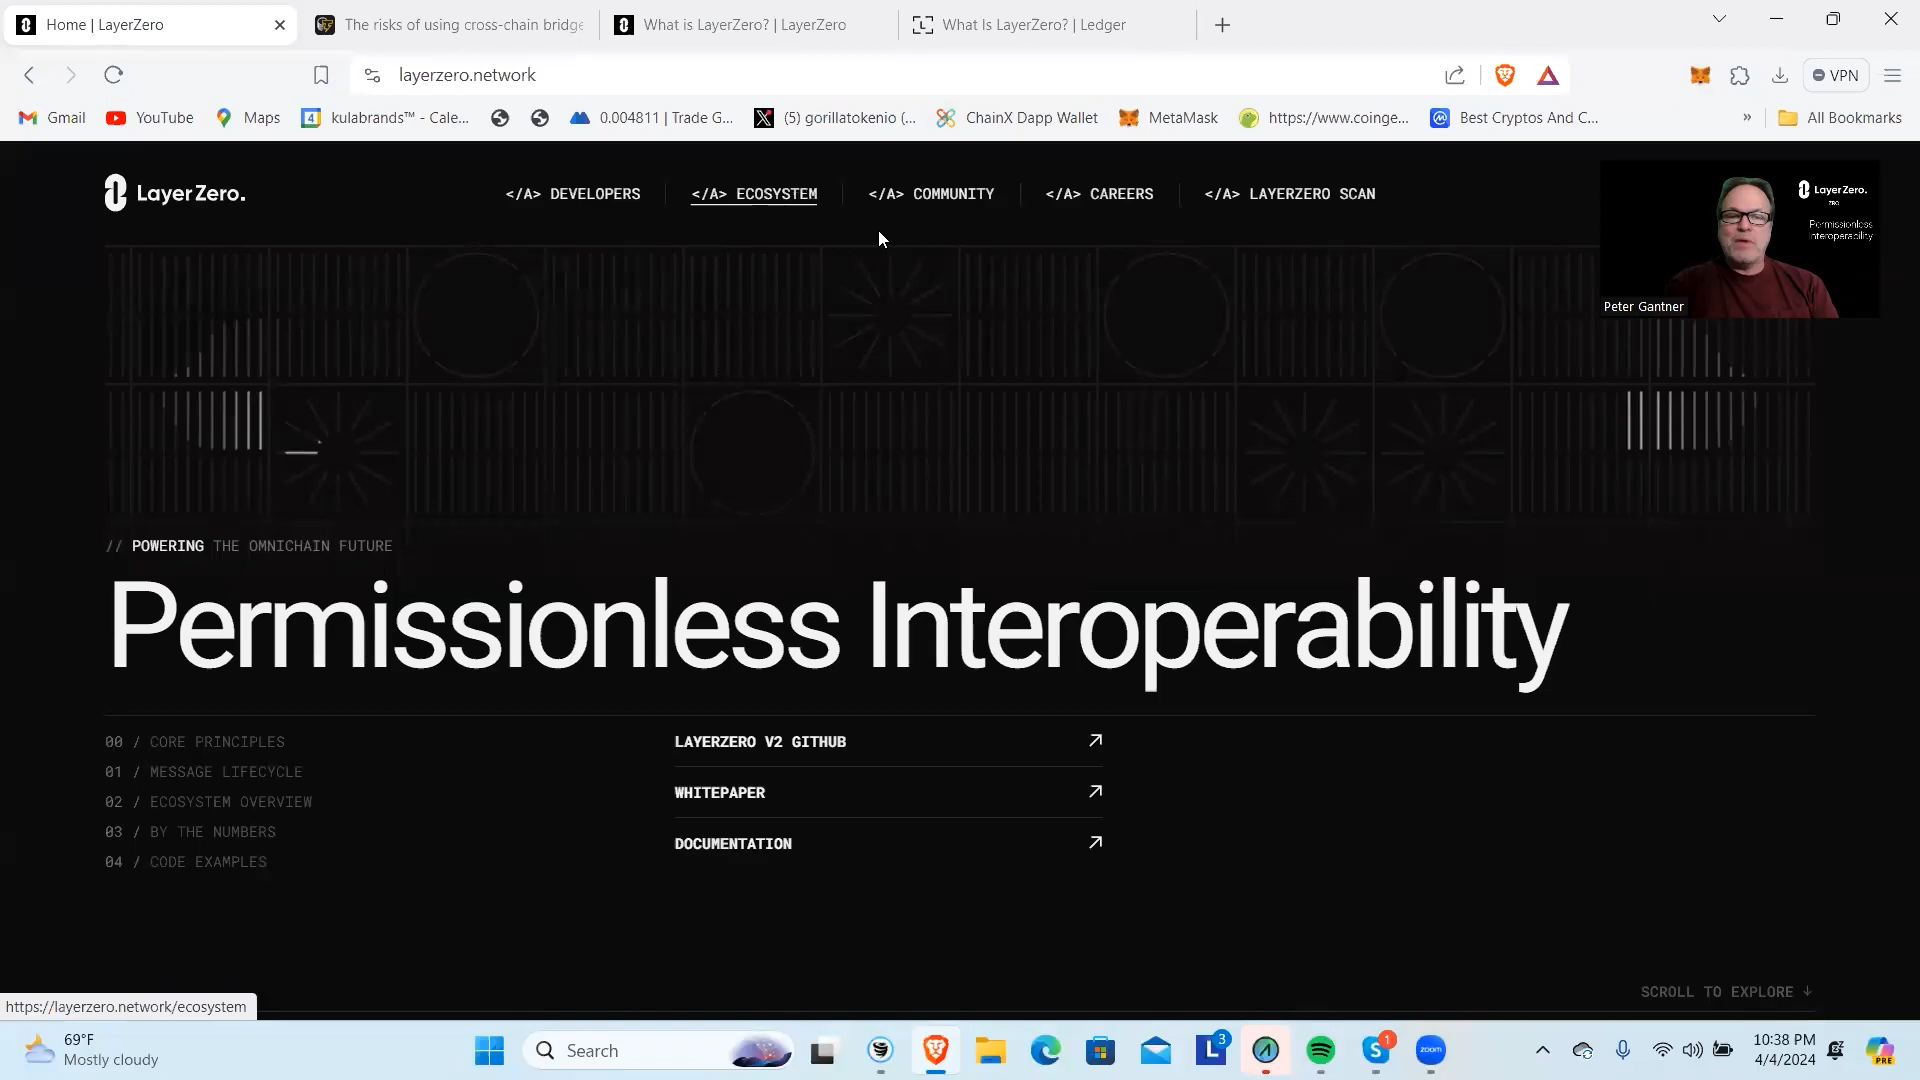 Home | LayerZero
The risks of using cross-chain bridge
What is LayerZero? | LayerZero
What Is LayerZero? | Ledger
layerzero.network
VPN
Gmail
YouTube
Maps
kulabrands™ - Cale...
0.004811 | Trade G...
(5) gorillatokenio (...
ChainX Dapp Wallet
MetaMask
https://www.coinge...
Best Cryptos And C...
»
All Bookmarks
LayerZero.
</A> DEVELOPERS
</A> ECOSYSTEM
</A> COMMUNITY
</A> CAREERS
</A> LAYERZERO SCAN
LayerZero.
ZRO
Permissionless
Interoperability
Peter Gantner
// POWERING THE OMNICHAIN FUTURE
Permissionless Interoperability
00 / CORE PRINCIPLES
01 / MESSAGE LIFECYCLE
02 / ECOSYSTEM OVERVIEW
03 / BY THE NUMBERS
04 / CODE EXAMPLES
LAYERZERO V2 GITHUB
WHITEPAPER
DOCUMENTATION
SCROLL TO EXPLORE ↓
https://layerzero.network/ecosystem
69°F
Mostly cloudy
Search
L 3
S 1
zoom
10:38 PM
4/4/2024
PRE